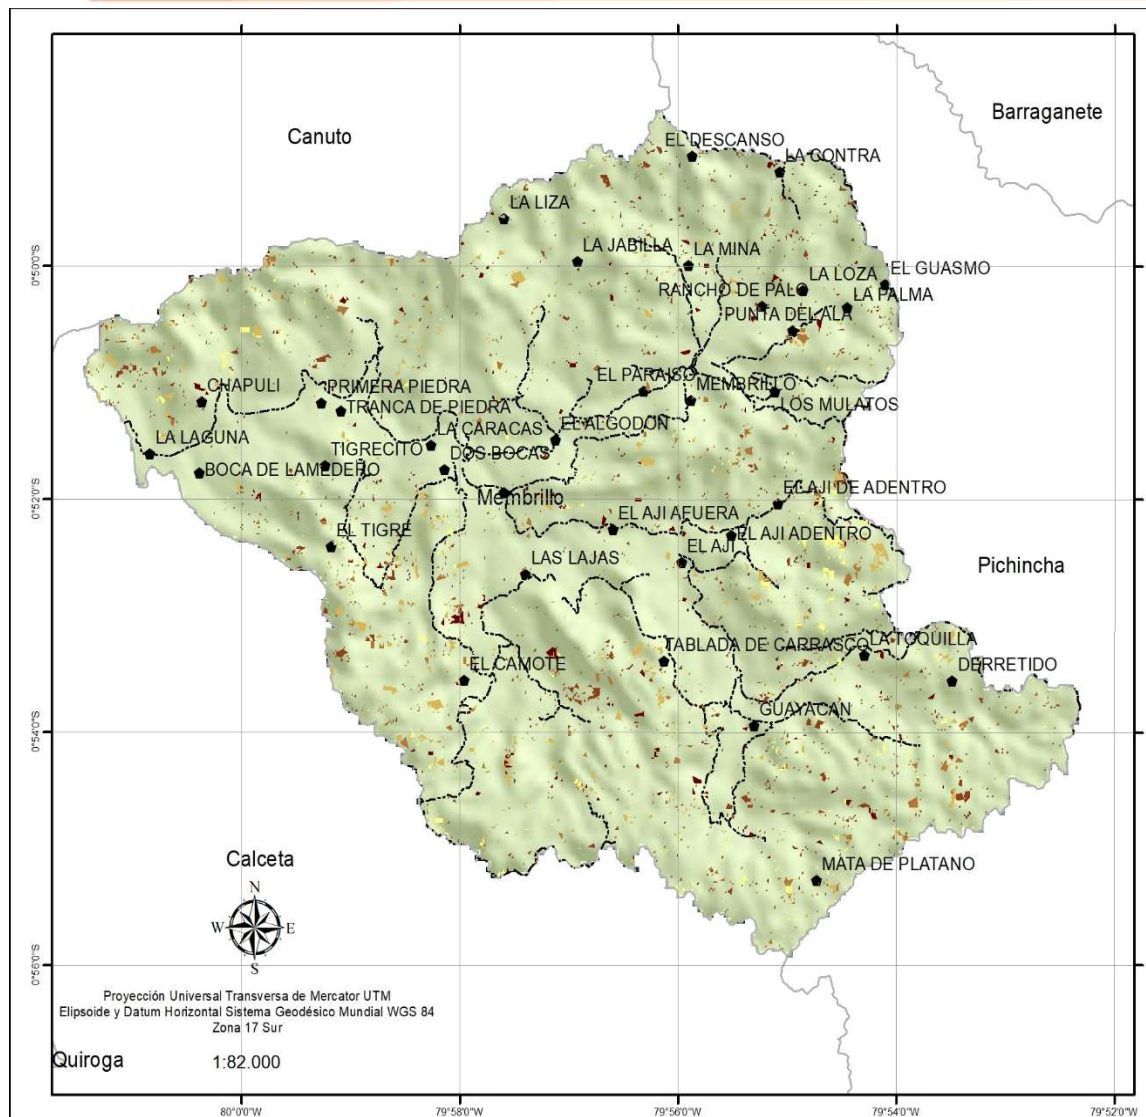 Barraganete
Canuto
EL DESCANSO
LA CONTRA
LA LIZA
LA JABILLA
LA MINA
LA LOZA
EL GUASMO
RANCHO DE PALO
LA PALMA
PUNTA DEL ALA
0°50'0"S
EL PARAISO
MEMBRILLO
CHAPULI
PRIMERA PIEDRA
TRANCA DE PIEDRA
LOS MULATOS
LA CARACAS
EL ALGODON
LA LAGUNA
TIGRECITO
DOS BOCAS
BOCA DE LAMEDERO
Membrillo
EL AJI DE ADENTRO
0°52'0"S
EL AJI AFUERA
EL TIGRE
EL AJI ADENTRO
EL AJI
LAS LAJAS
Pichincha
TABLADA DE CARRASCO
LA TOQUILLA
EL CAMOTE
DERRETIDO
GUAYACAN
0°54'0"S
Calceta
MATA DE PLATANO
N
W
E
S
0°56'0"S
Proyección Universal Transversa de Mercator UTM
Elipsoide y Datum Horizontal Sistema Geodésico Mundial WGS 84
Zona 17 Sur
Quiroga
1:82.000
80°0'0"W
79°58'0"W
79°56'0"W
79°54'0"W
79°52'0"W